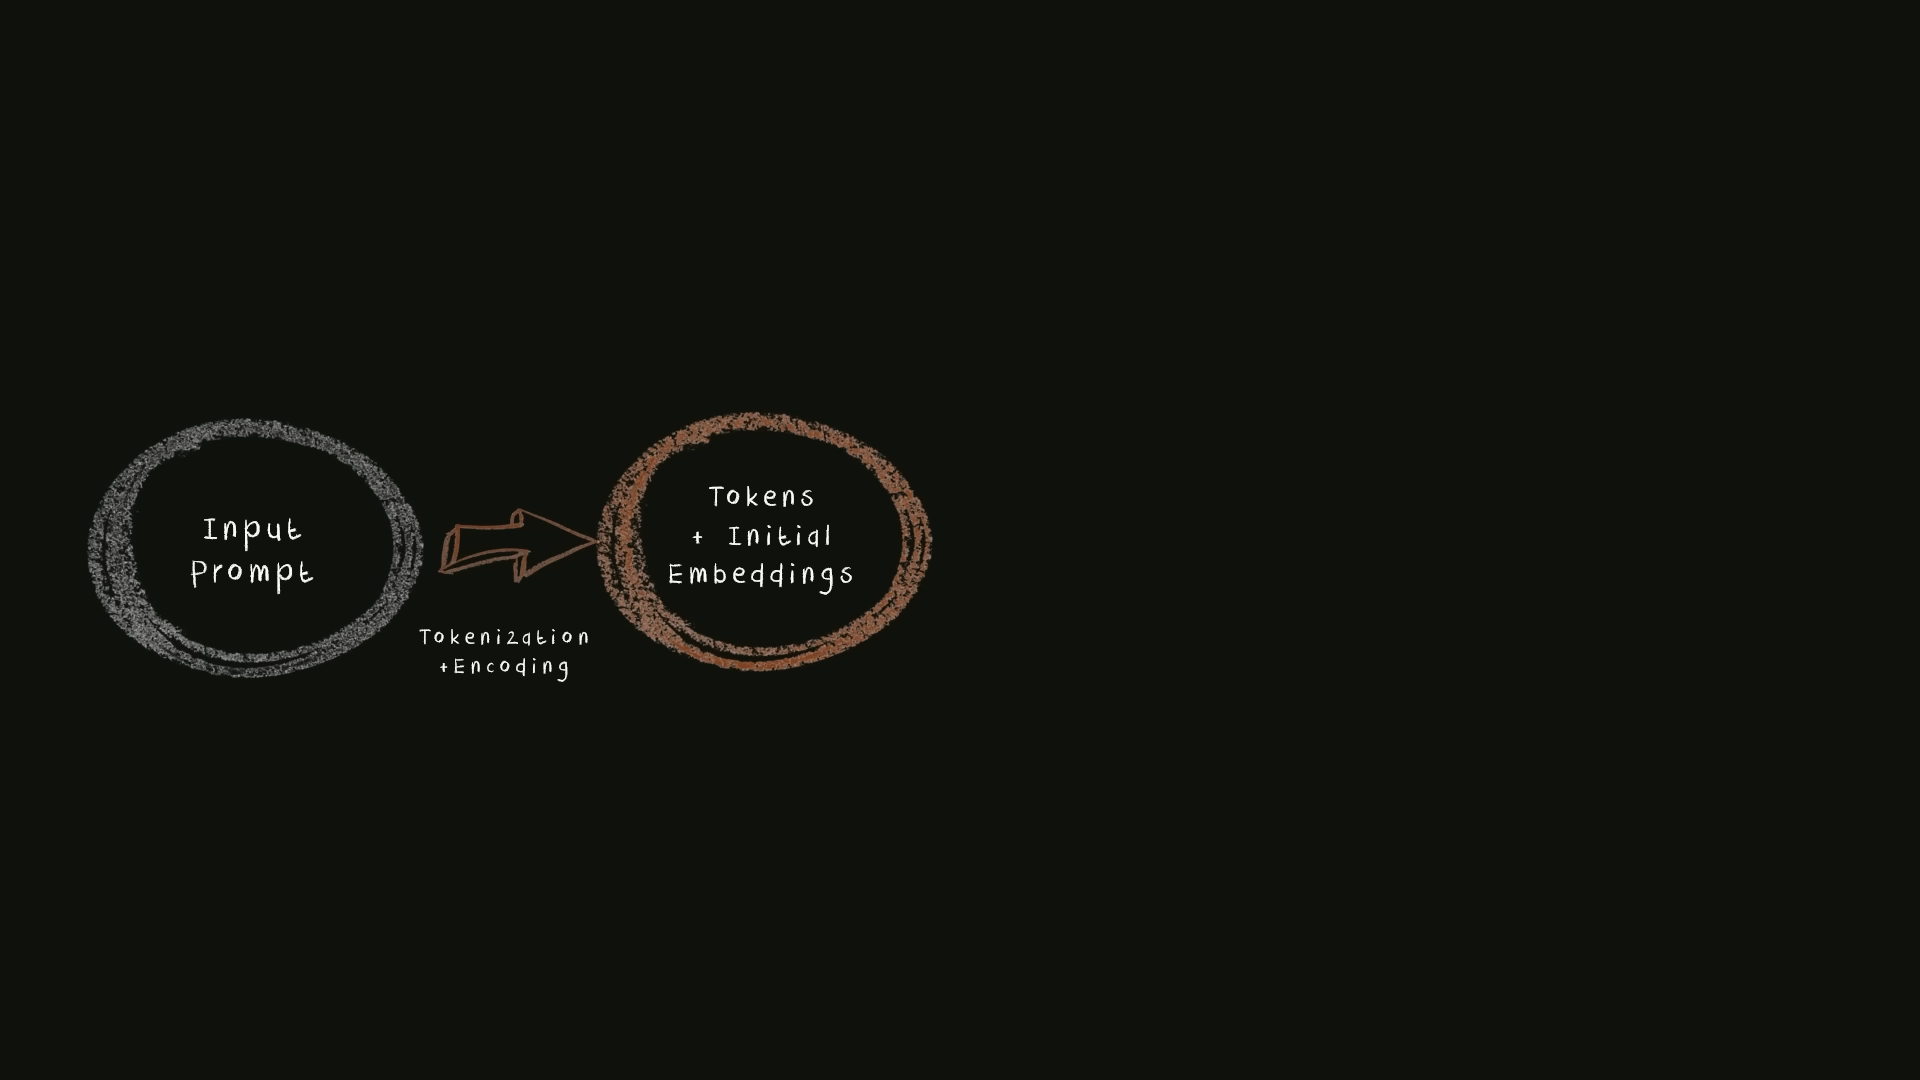 Input
Prompt
Tokenization
+Encoding
Tokens
+ Initial
Embeddings